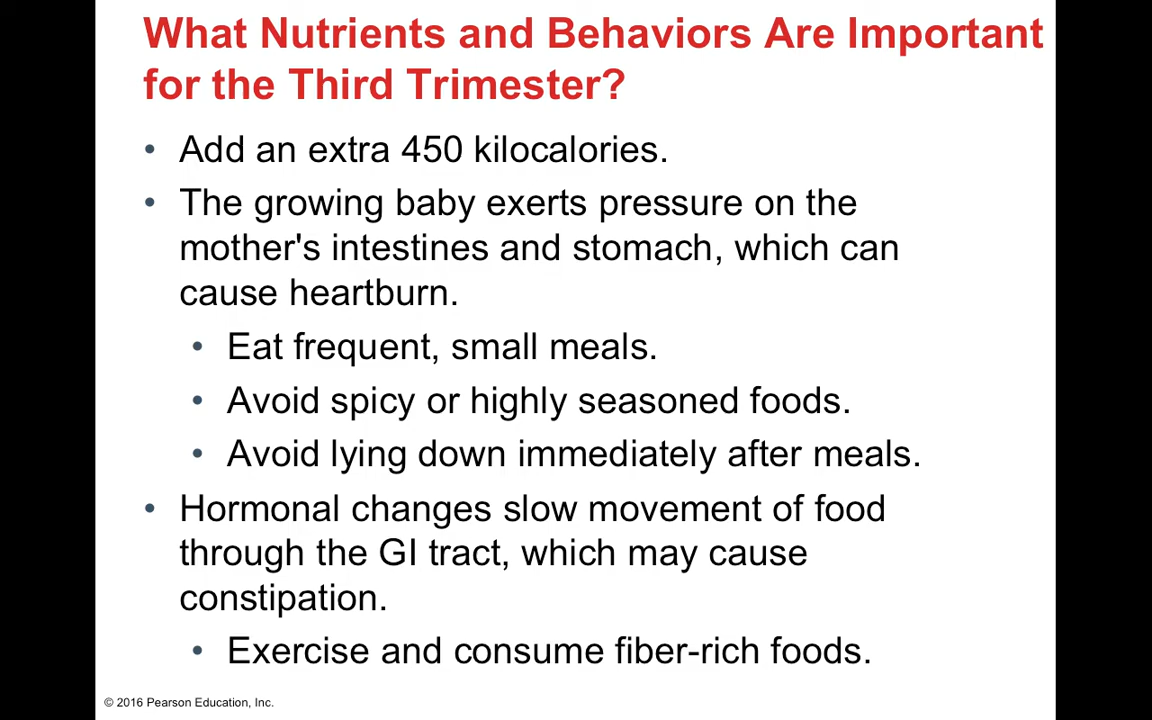 What Nutrients and Behaviors Are Important
for the Third Trimester?
• Add an extra 450 kilocalories.
• The growing baby exerts pressure on the
mother's intestines and stomach, which can
cause heartburn.
• Eat frequent, small meals.
• Avoid spicy or highly seasoned foods.
• Avoid lying down immediately after meals.
• Hormonal changes slow movement of food
through the GI tract, which may cause
constipation.
• Exercise and consume fiber-rich foods.
© 2016 Pearson Education, Inc.